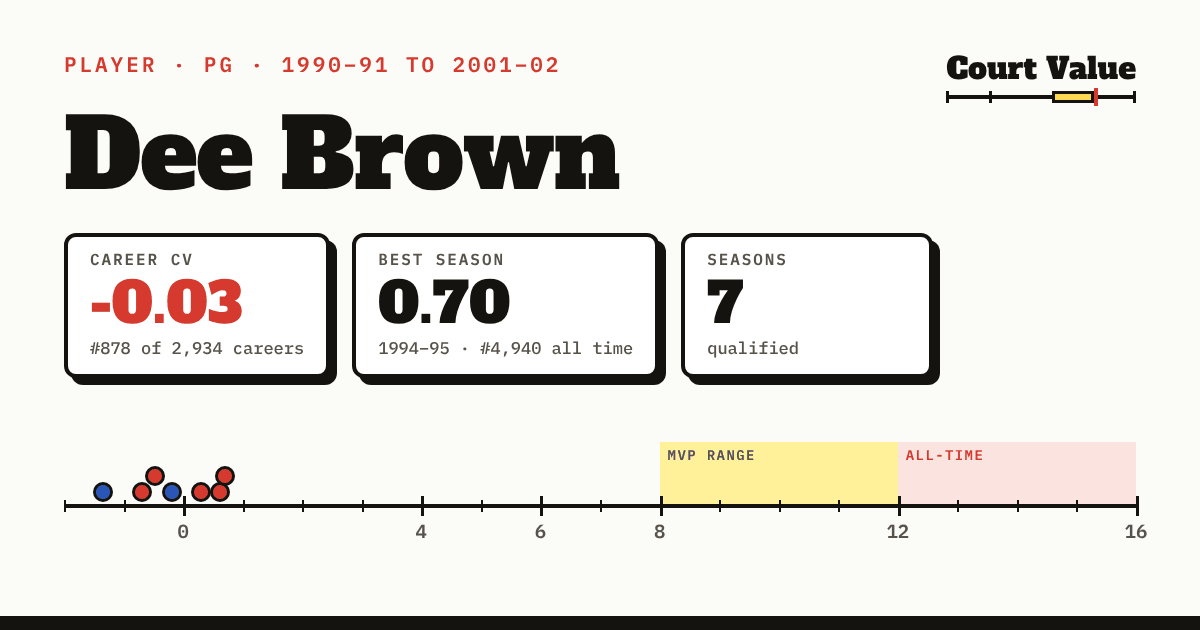 PLAYER · PG · 1990–91 TO 2001–02
Court Value
Dee Brown
CAREER CV
-0.03
#878 of 2,934 careers
BEST SEASON
0.70
1994–95 · #4,940 all time
SEASONS
7
qualified
MVP RANGE
ALL-TIME
0 4 6 8 12 16